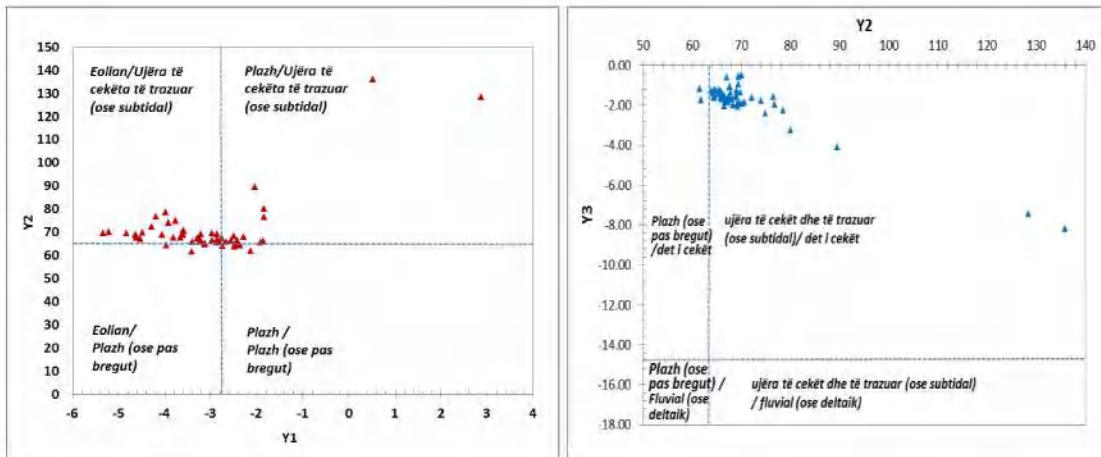 150
140
130
120
110
100
90
80
70
60
50
40
30
20
10
0
Y2
Eolian/Ujëra të
cekëta të trazuar
(ose subtidal)
Plazh/Ujëra të
cekëta të trazuar
(ose subtidal)
Eolian/
Plazh (ose pas
bregut)
Plazh /
Plazh (ose pas
bregut)
-6 -5 -4 -3 -2 -1 0 1 2 3 4
Y1
Y2
50 60 70 80 90 100 110 120 130 140
0.00
-2.00
-4.00
-6.00
-8.00
-10.00
-12.00
-14.00
-16.00
-18.00
Y3
Plazh (ose
pas bregut)
/det i cekët
ujëra të cekët dhe të trazuar
(ose subtidal)/ det i cekët
Plazh (ose
pas bregut) /
Fluvial (ose
deltaik)
ujëra të cekët dhe të trazuar (ose subtidal)
/ fluvial (ose deltaik)